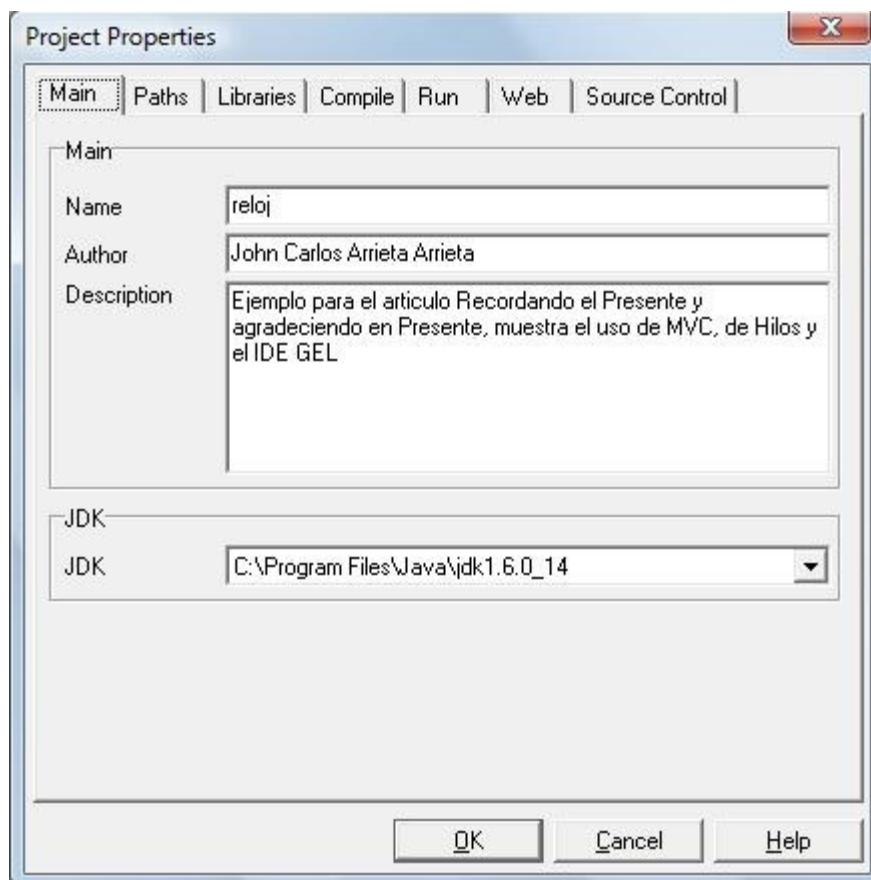 Project Properties
Main Paths Libraries Compile Run Web Source Control
Main
Name reloj
Author John Carlos Arrieta Arrieta
Description Ejemplo para el articulo Recordando el Presente y
agradeciendo en Presente, muestra el uso de MVC, de Hilos y
el IDE GEL
JDK
JDK C:\Program Files\Java\jdk1.6.0_14
OK Cancel Help